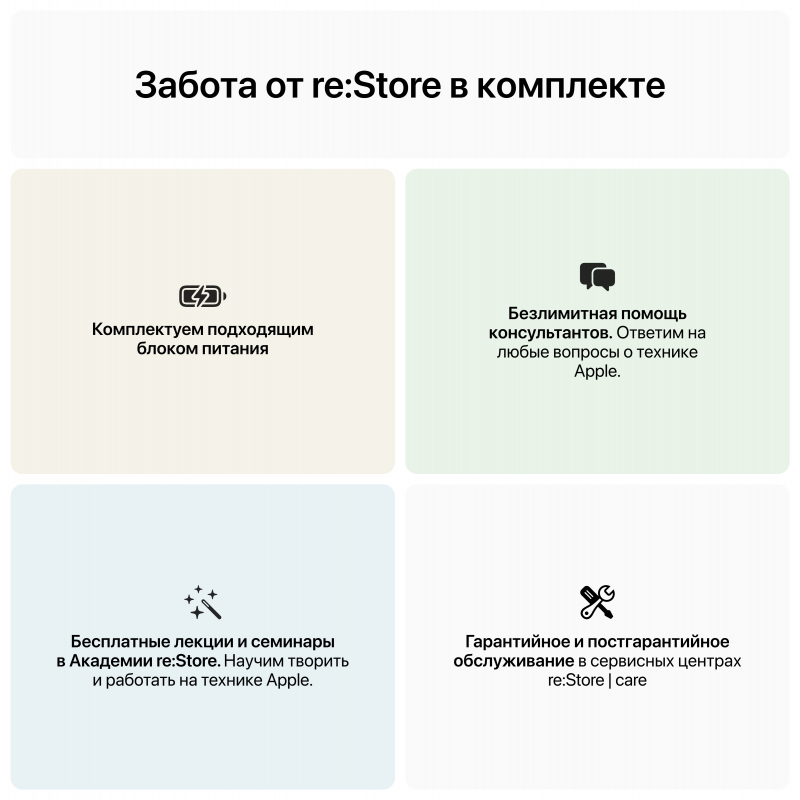 Забота от re:Store в комплекте
Комплектуем подходящим
блоком питания
Безлимитная помощь
консультантов. Ответим на
любые вопросы о технике
Apple.
Бесплатные лекции и семинары
в Академии re:Store. Научим творить
и работать на технике Apple.
Гарантийное и постгарантийное
обслуживание в сервисных центрах
re:Store | care